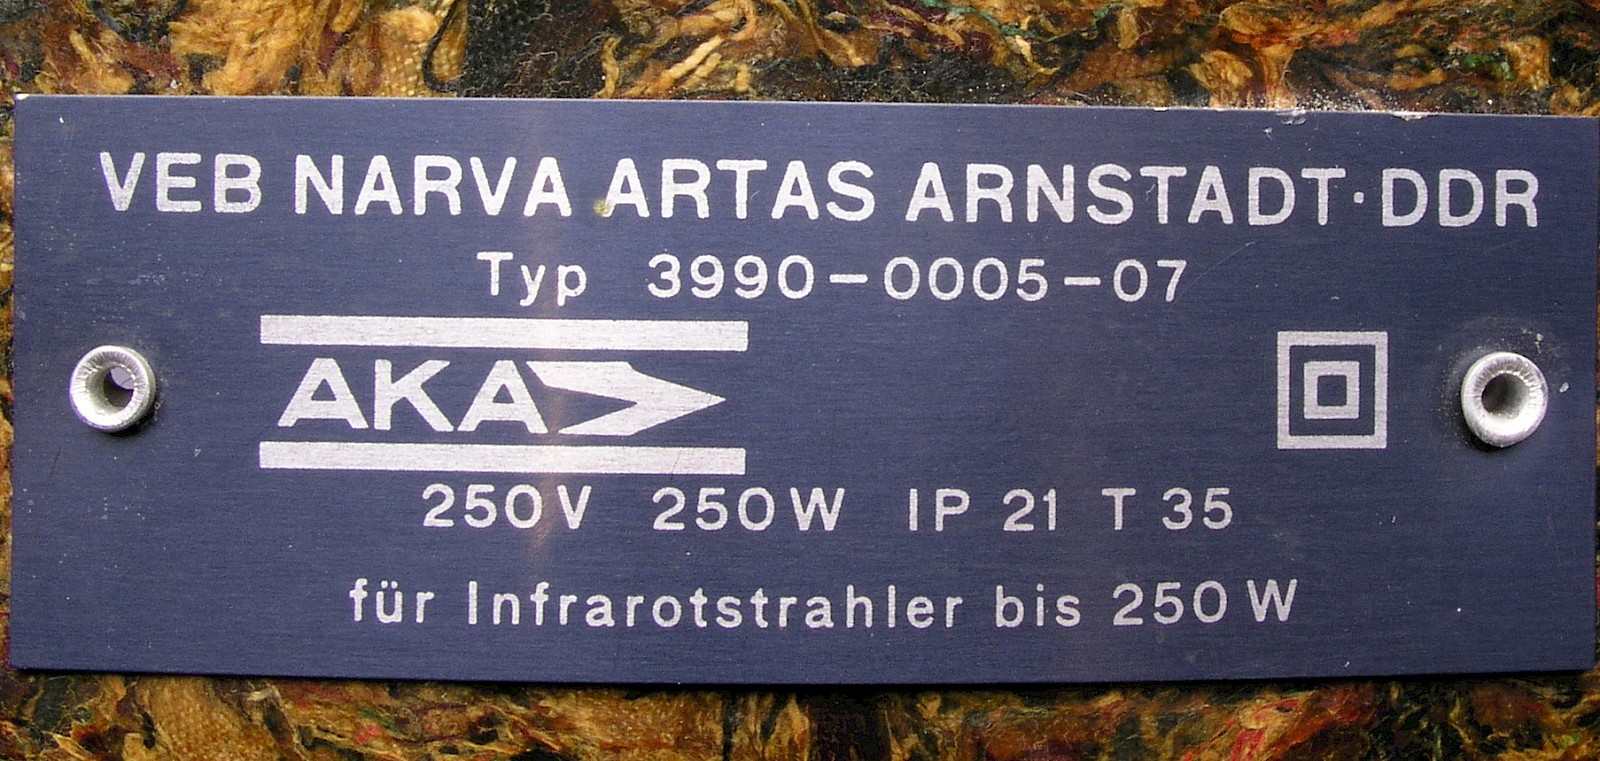 VEB NARVA ARTAS ARNSTADT·DDR
Typ 3990-0005-07
AKA
250V 250W IP 21 T 35
für Infrarotstrahler bis 250W